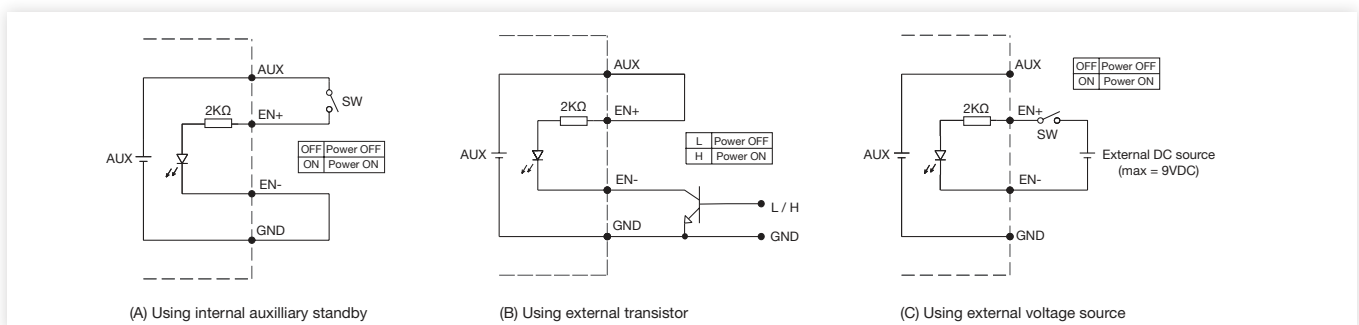 AUX
2KΩ
EN+
SW
OFF Power OFF
ON Power ON
AUX
EN-
GND
(A) Using internal auxilliary standby
AUX
2KΩ
EN+
L Power OFF
H Power ON
AUX
EN-
L / H
GND
GND
(B) Using external transistor
AUX
OFF Power OFF
ON Power ON
2KΩ
EN+
SW
AUX
External DC source
(max = 9VDC)
EN-
GND
(C) Using external voltage source